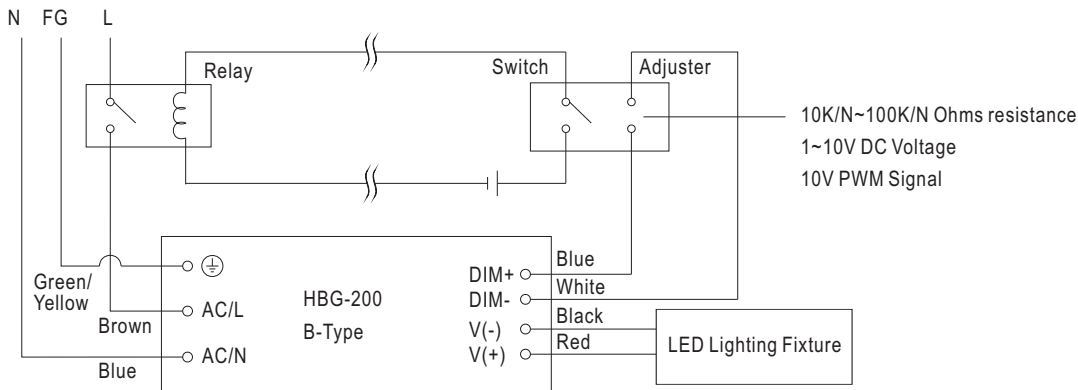 N FG L
Relay
Switch
Adjuster
10K/N~100K/N Ohms resistance
1~10V DC Voltage
10V PWM Signal
Green/
Yellow
Brown
Blue
AC/L
AC/N
HBG-200
B-Type
DIM+
DIM-
V(-)
V(+)
Blue
White
Black
Red
LED Lighting Fixture